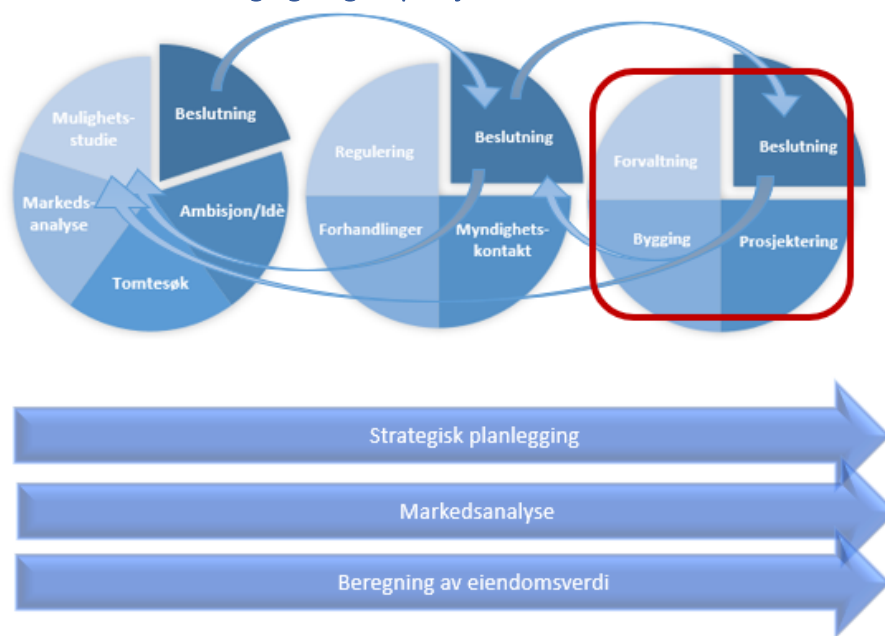 Mulighets-
studie
Beslutning
Markeds-
analyse
Ambisjon/Idè
Tomtesøk
Regulering
Beslutning
Forhandlinger
Myndighets-
kontakt
Forvaltning
Beslutning
Bygging
Prosjektering
Strategisk planlegging
Markedsanalyse
Beregning av eiendomsverdi